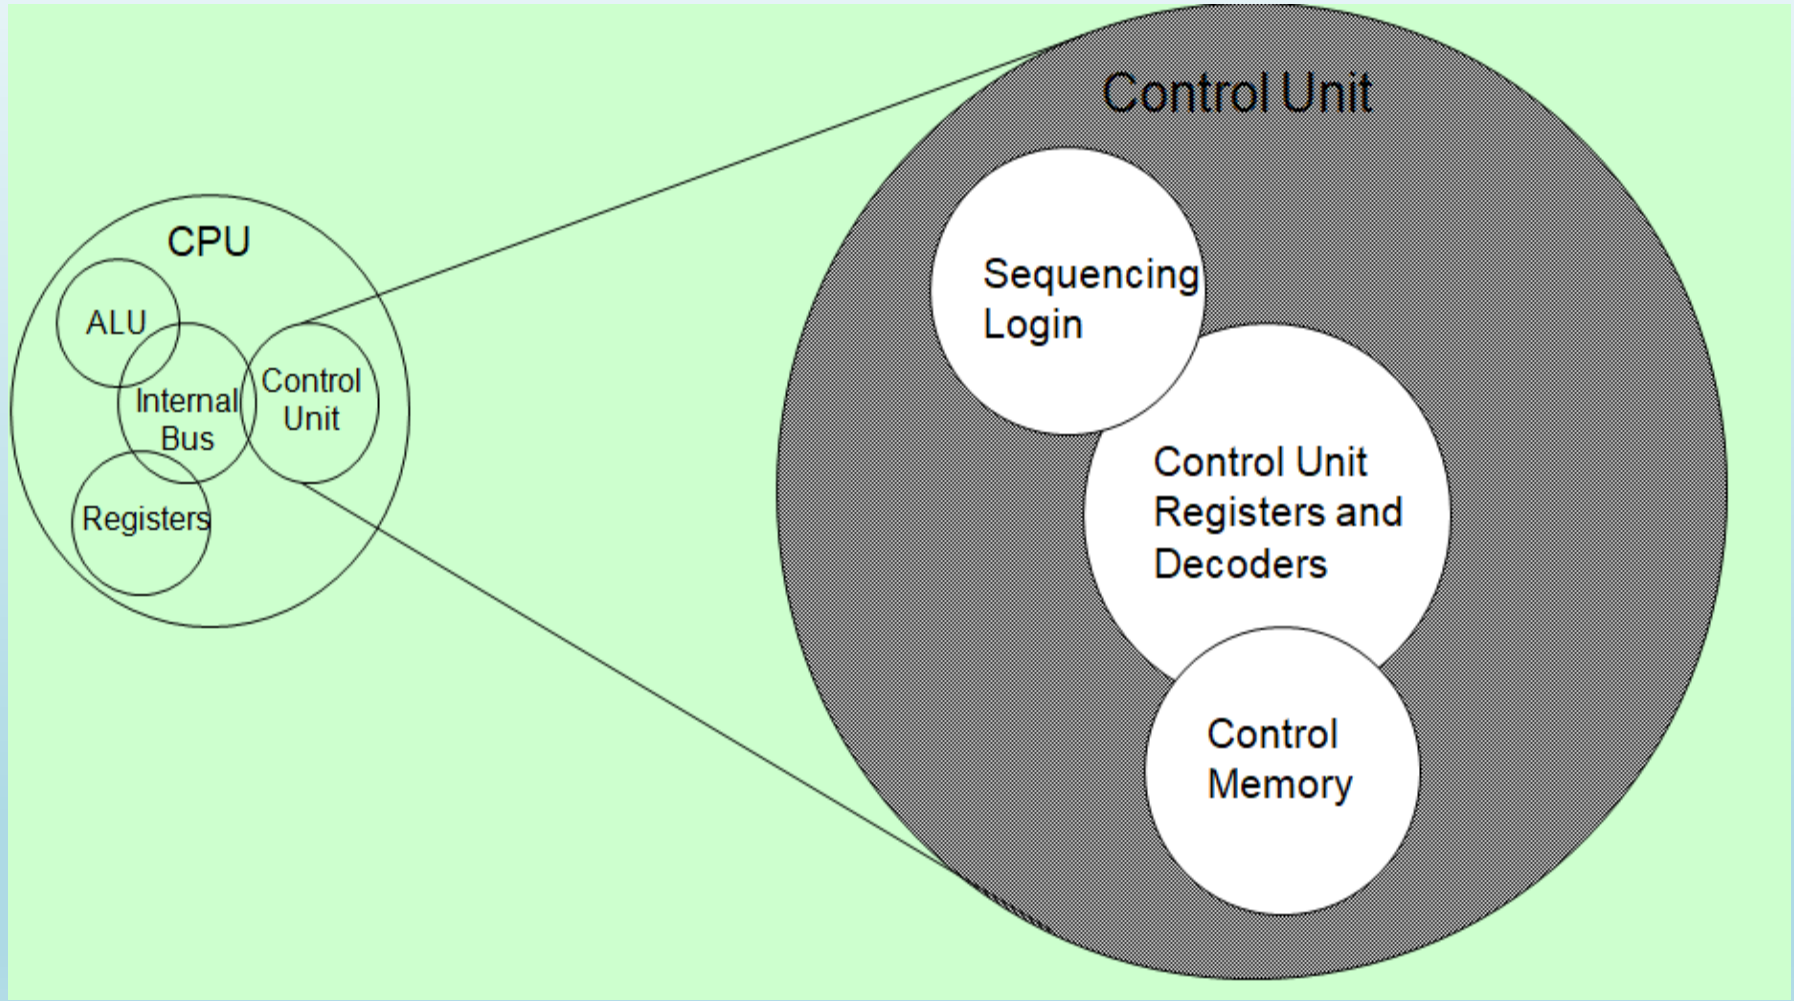 CPU
ALU
Internal
Bus
Control
Unit
Registers
Control Unit
Sequencing
Login
Control Unit
Registers and
Decoders
Control
Memory